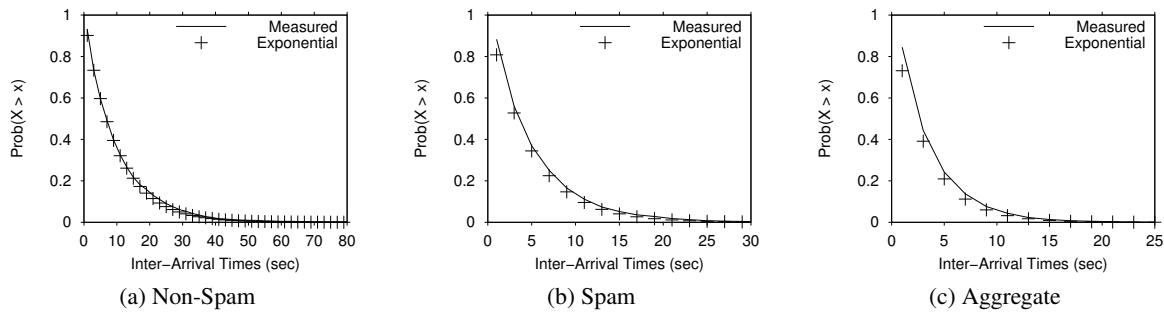 Measured
Exponential
Prob(X > x)
1
0.8
0.6
0.4
0.2
0
0 10 20 30 40 50 60 70 80
Inter−Arrival Times (sec)
(a) Non-Spam
Measured
Exponential
Prob(X > x)
1
0.8
0.6
0.4
0.2
0
0 5 10 15 20 25 30
Inter−Arrival Times (sec)
(b) Spam
Measured
Exponential
Prob(X > x)
1
0.8
0.6
0.4
0.2
0
0 5 10 15 20 25
Inter−Arrival Times (sec)
(c) Aggregate